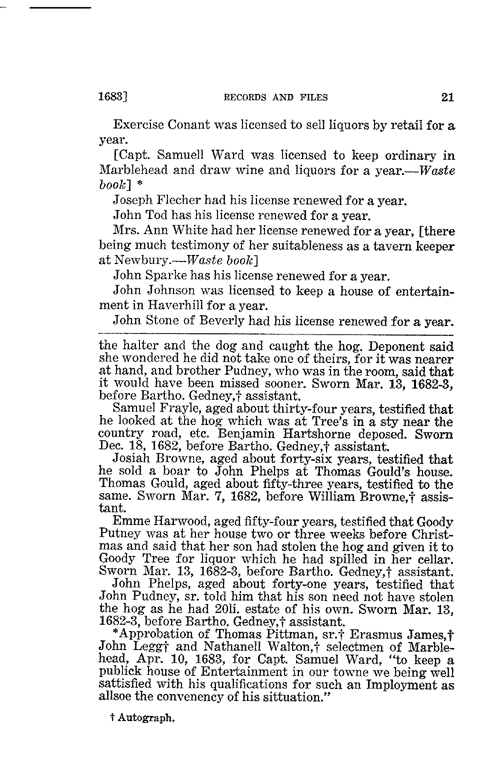 1683] RECORDS AND FILES 21
Exercise Conant was licensed to sell liquors by retail for a
year.
[Capt. Samuell Ward was licensed to keep ordinary in
Marblehead and draw wine and liquors for a year.—Waste
book] *
Joseph Flecher had his license renewed for a year.
John Tod has his license renewed for a year.
Mrs. Ann White had her license renewed for a year, [there
being much testimony of her suitableness as a tavern keeper
at Newbury.—Waste book]
John Sparke has his license renewed for a year.
John Johnson was licensed to keep a house of entertain-
ment in Haverhill for a year.
John Stone of Beverly had his license renewed for a year.
the halter and the dog and caught the hog. Deponent said
she wondered he did not take one of theirs, for it was nearer
at hand, and brother Pudney, who was in the room, said that
it would have been missed sooner. Sworn Mar. 13, 1682-3,
before Bartho. Gedney,† assistant.
Samuel Frayle, aged about thirty-four years, testified that
he looked at the hog which was at Tree's in a sty near the
country road, etc. Benjamin Hartshorne deposed. Sworn
Dec. 18, 1682, before Bartho. Gedney,† assistant.
Josiah Browne, aged about forty-six years, testified that
he sold a boar to John Phelps at Thomas Gould's house.
Thomas Gould, aged about fifty-three years, testified to the
same. Sworn Mar. 7, 1682, before William Browne,† assis-
tant.
Emme Harwood, aged fifty-four years, testified that Goody
Putney was at her house two or three weeks before Christ-
mas and said that her son had stolen the hog and given it to
Goody Tree for liquor which he had spilled in her cellar.
Sworn Mar. 13, 1682-3, before Bartho. Gedney,† assistant.
John Phelps, aged about forty-one years, testified that
John Pudney, sr. told him that his son need not have stolen
the hog as he had 20li. estate of his own. Sworn Mar. 13,
1682-3, before Bartho. Gedney,† assistant.
*Approbation of Thomas Pittman, sr.† Erasmus James,†
John Legg† and Nathanell Walton,† selectmen of Marble-
head, Apr. 10, 1683, for Capt. Samuel Ward, "to keep a
publick house of Entertainment in our towne we being well
sattisfied with his qualifications for such an Imployment as
allsoe the convenency of his sittuation."
† Autograph.